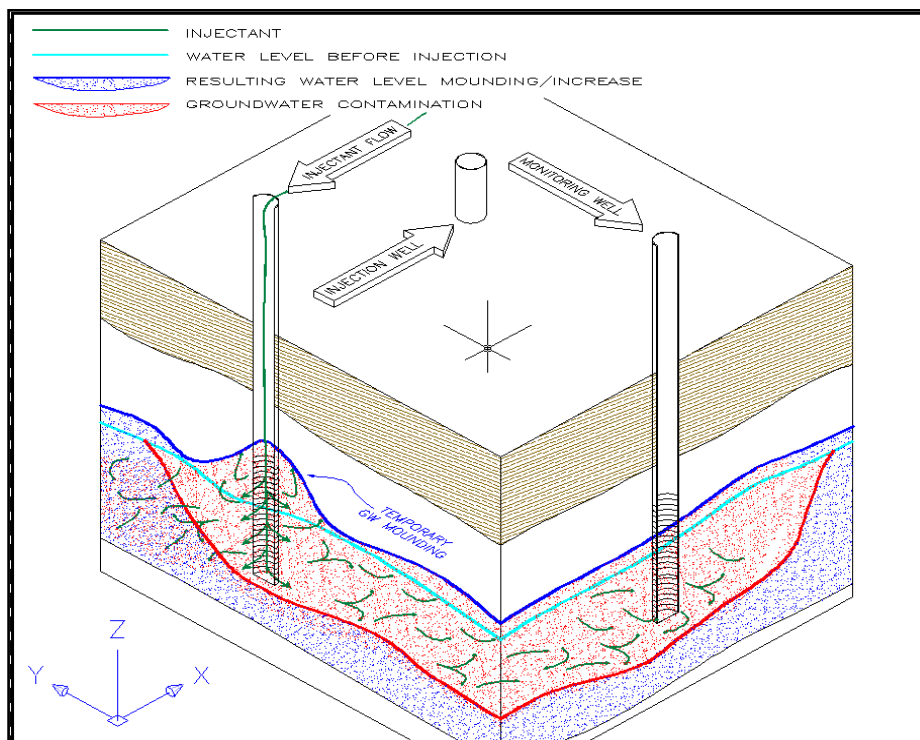 INJECTANT
WATER LEVEL BEFORE INJECTION
RESULTING WATER LEVEL MOUNDING/INCREASE
GROUNDWATER CONTAMINATION
INJECTANT FLOW
MONITORING WELL
INJECTION WELL
TEMPORARY
GW MOUNDING
Z
Y
X